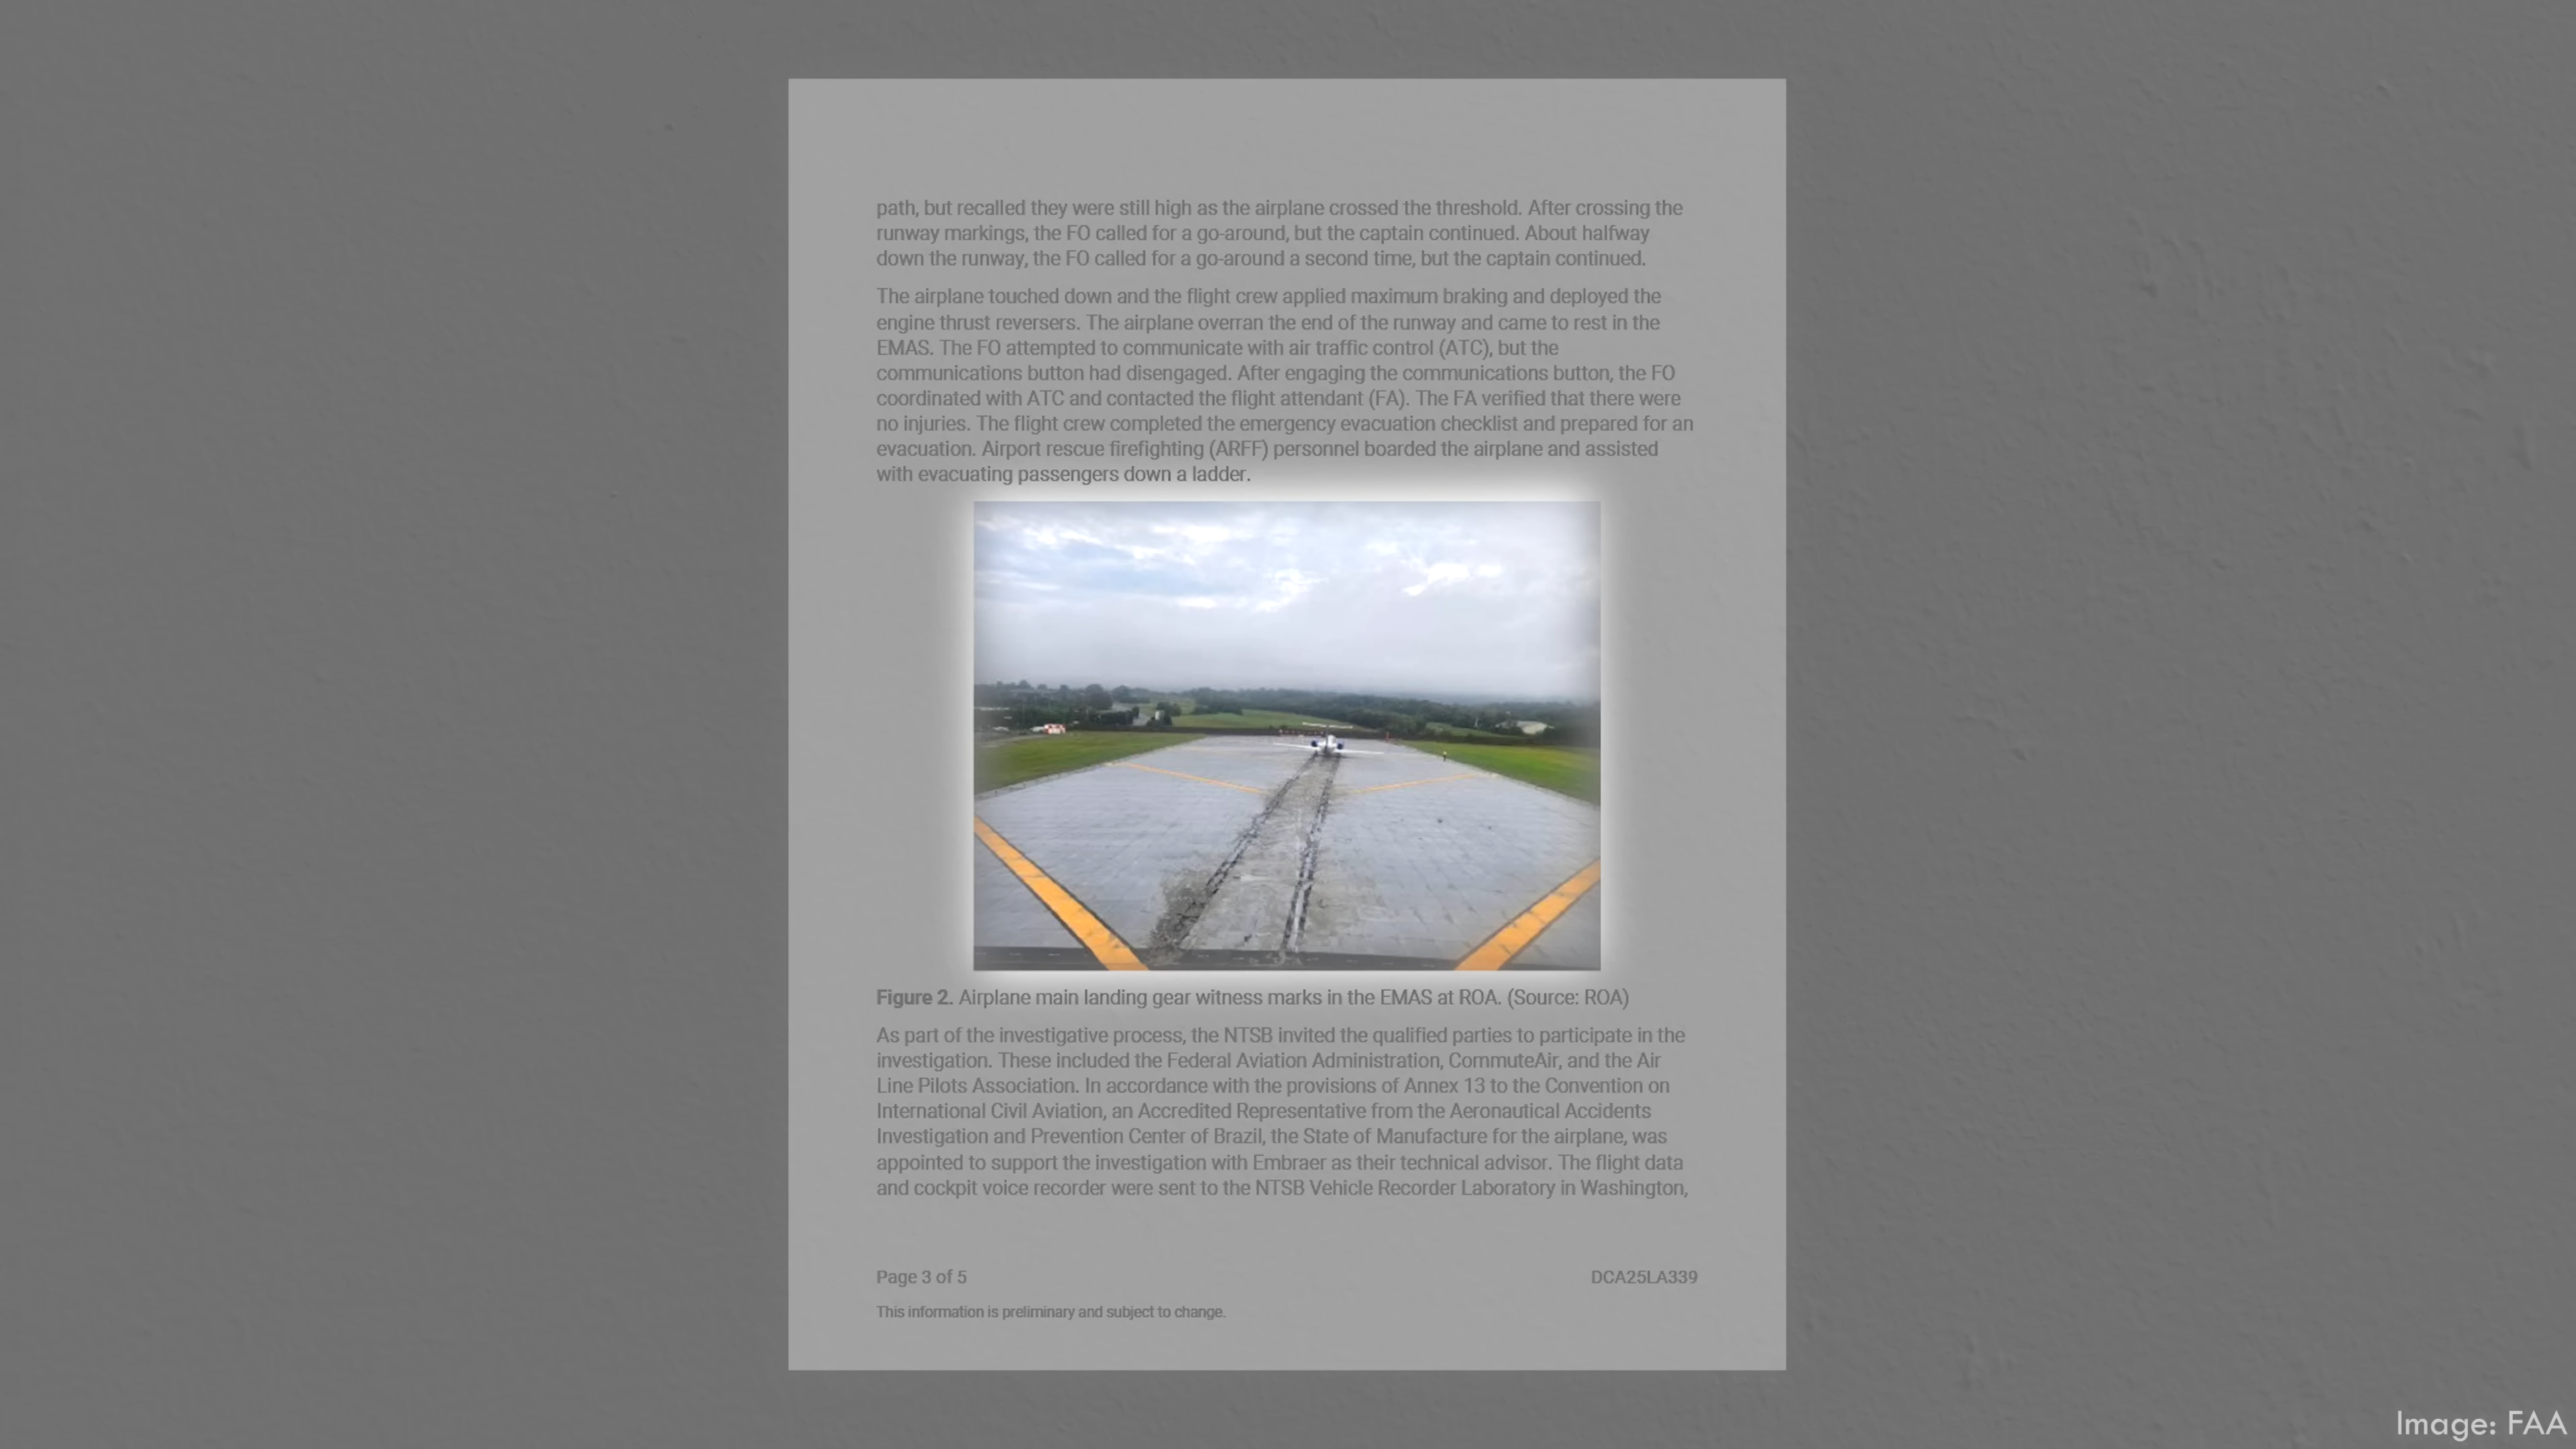 path, but recalled they were still high as the airplane crossed the threshold. After crossing the
runway markings, the FO called for a go-around, but the captain continued. About halfway
down the runway, the FO called for a go-around a second time, but the captain continued.
The airplane touched down and the flight crew applied maximum braking and deployed the
engine thrust reversers. The airplane overran the end of the runway and came to rest in the
EMAS. The FO attempted to communicate with air traffic control (ATC), but the
communications button had disengaged. After engaging the communications button, the FO
coordinated with ATC and contacted the flight attendant (FA). The FA verified that there were
no injuries. The flight crew completed the emergency evacuation checklist and prepared for an
evacuation. Airport rescue firefighting (ARFF) personnel boarded the airplane and assisted
with evacuating passengers down a ladder.
Figure 2. Airplane main landing gear witness marks in the EMAS at ROA. (Source: ROA)
As part of the investigative process, the NTSB invited the qualified parties to participate in the
investigation. These included the Federal Aviation Administration, CommuteAir, and the Air
Line Pilots Association. In accordance with the provisions of Annex 13 to the Convention on
International Civil Aviation, an Accredited Representative from the Aeronautical Accidents
Investigation and Prevention Center of Brazil, the State of Manufacture for the airplane, was
appointed to support the investigation with Embraer as their technical advisor. The flight data
and cockpit voice recorder were sent to the NTSB Vehicle Recorder Laboratory in Washington,
Page 3 of 5 DCA25LA339
This information is preliminary and subject to change.
Image: FAA